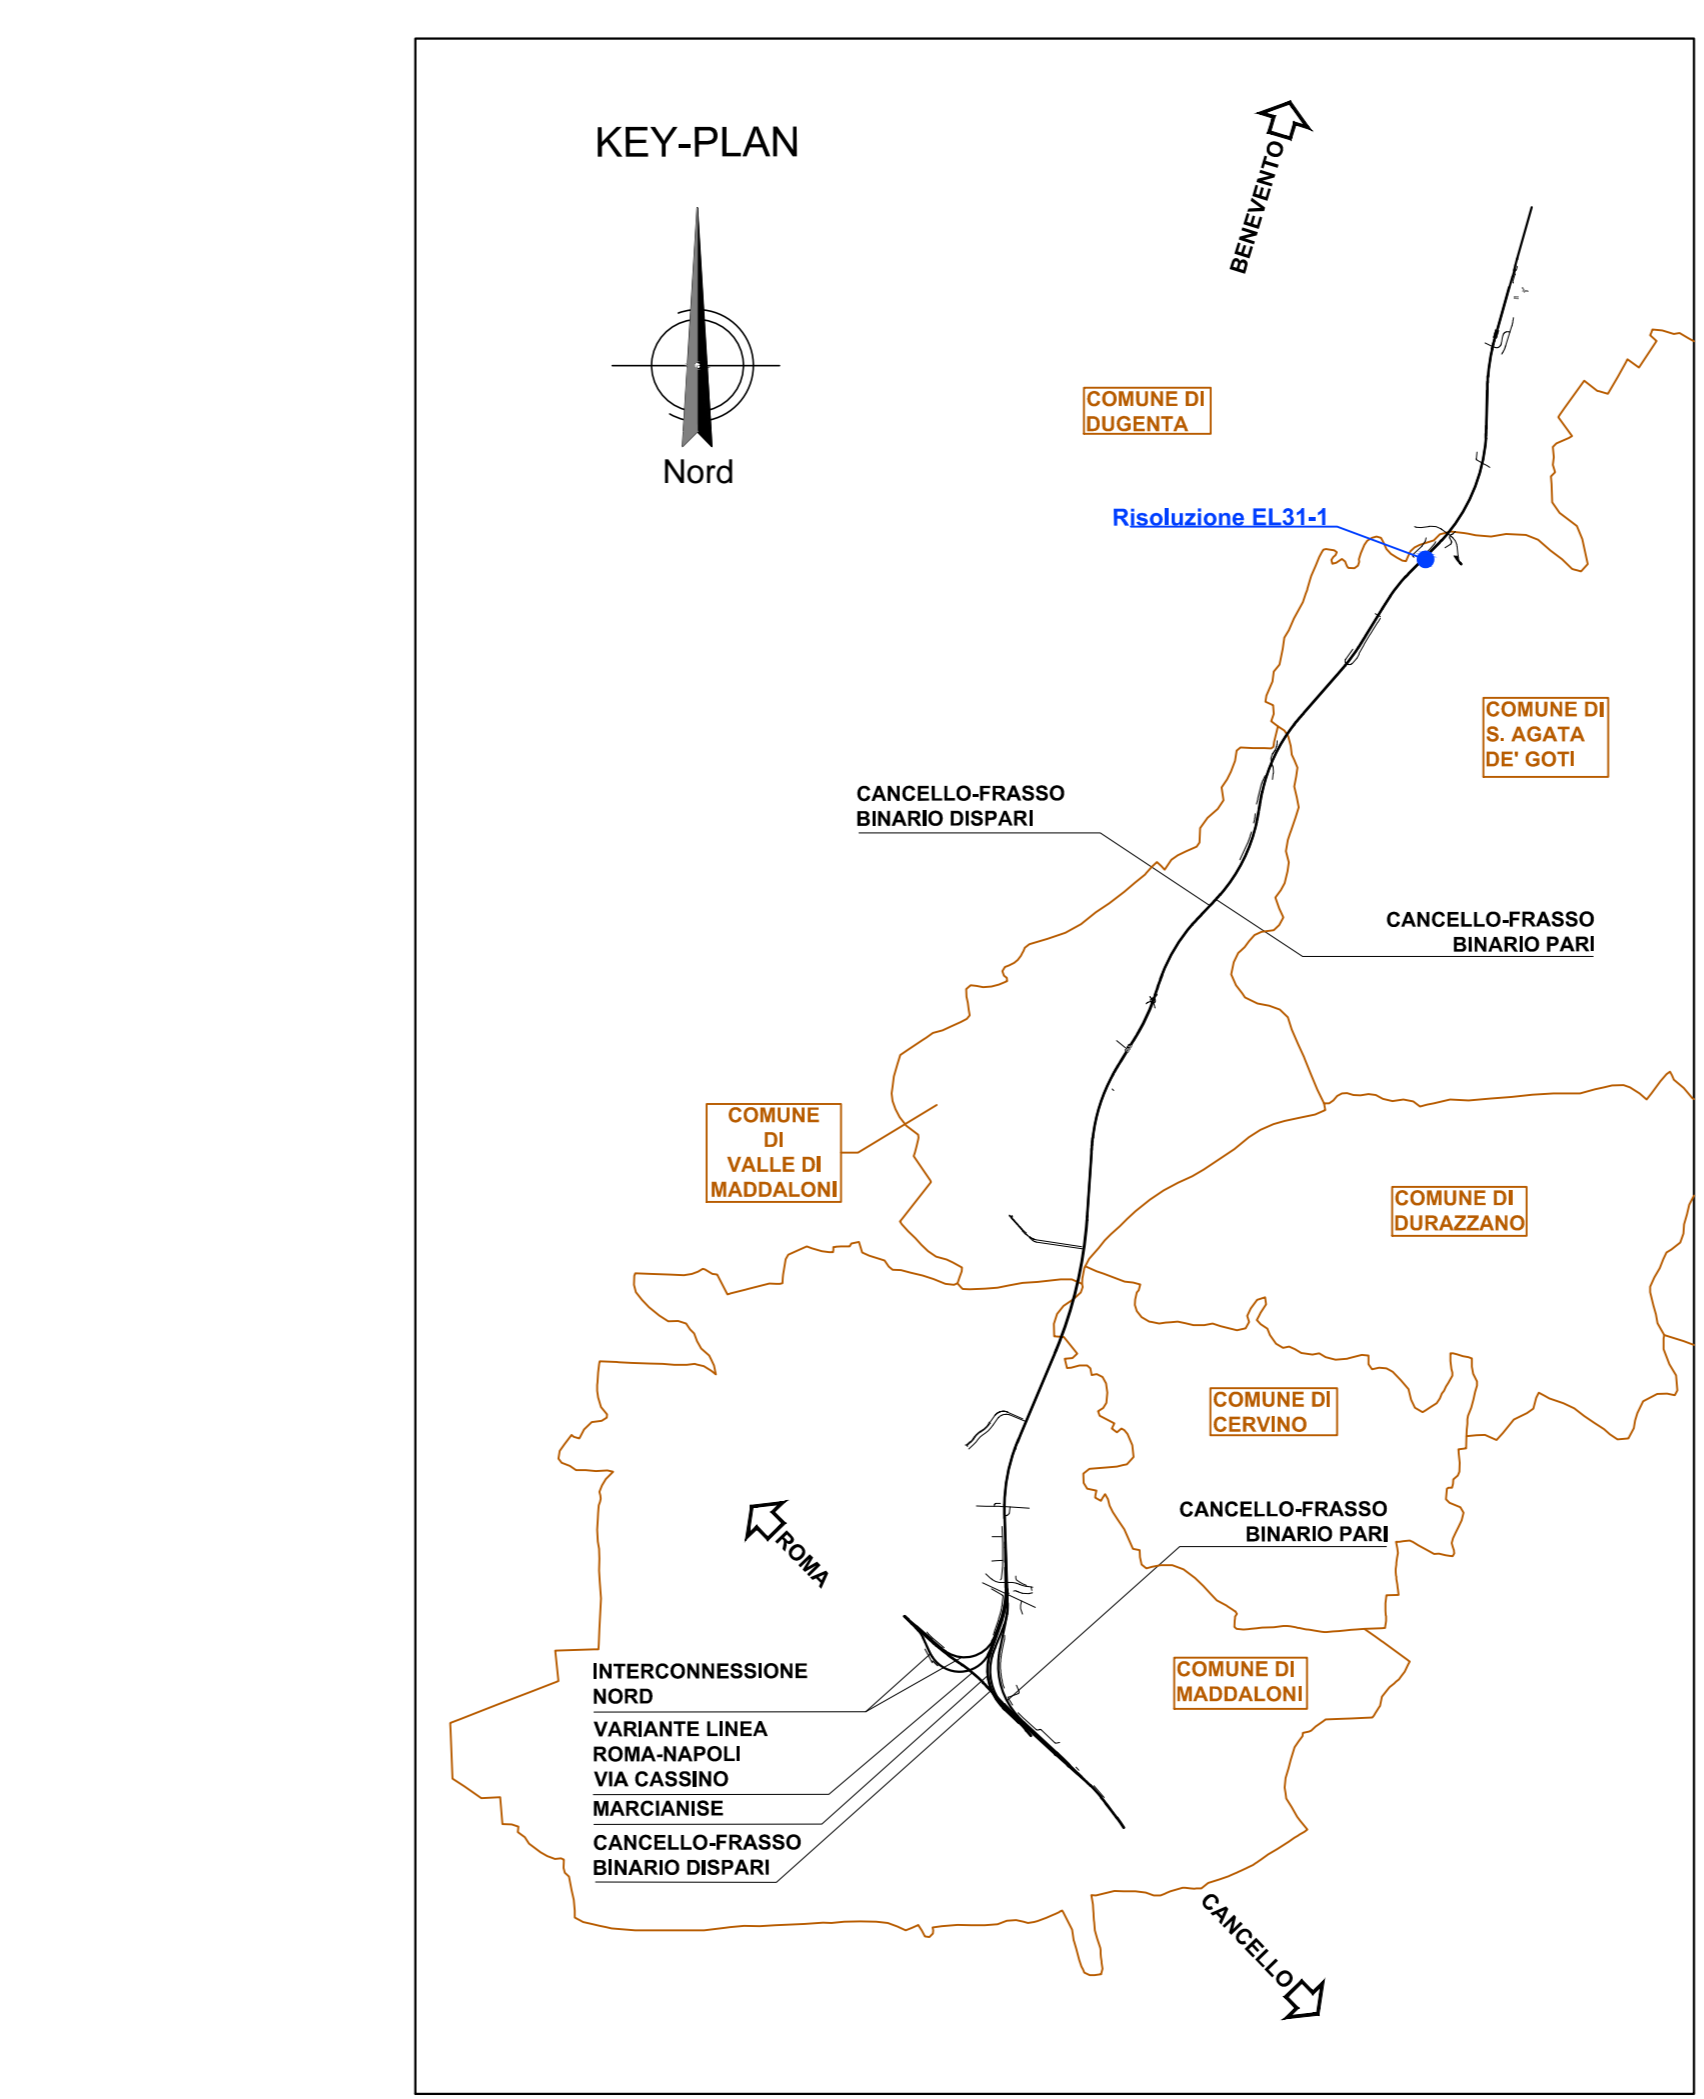 KEY-PLAN
BENEVENTO
Nord
COMUNE DI
DUGENTA
Risoluzione EL31-1
COMUNE DI
S. AGATA
DE' GOTI
CANCELLO-FRASSO
BINARIO DISPARI
CANCELLO-FRASSO
BINARIO PARI
COMUNE
DI
VALLE DI
MADDALONI
COMUNE DI
DURAZZANO
COMUNE DI
CERVINO
CANCELLO-FRASSO
BINARIO PARI
ROMA
INTERCONNESSIONE
NORD
COMUNE DI
MADDALONI
VARIANTE LINEA
ROMA-NAPOLI
VIA CASSINO
MARCIANISE
CANCELLO-FRASSO
BINARIO DISPARI
CANCELLO